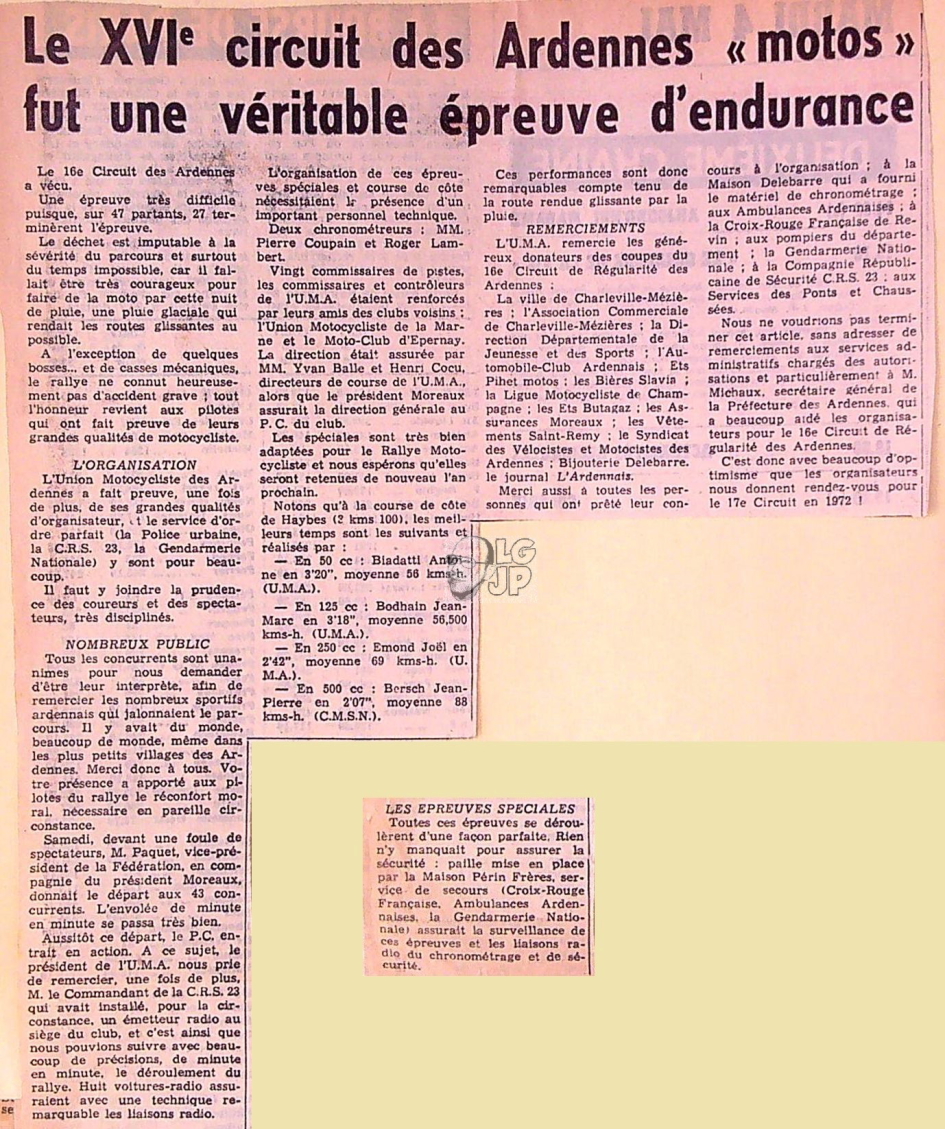 Le XVIe circuit des Ardennes « motos »
fut une véritable épreuve d'endurance
Le 16e Circuit des Ardennes
a vécu.
Une épreuve très difficile
puisque, sur 47 partants, 27 ter-
minèrent l'épreuve.
Le déchet est imputable à la
sévérité du parcours et surtout
du temps impossible, car il fal-
lait être très courageux pour
faire de la moto par cette nuit
de pluie, une pluie glaciale qui
rendait les routes glissantes au
possible.
A l'exception de quelques
bosses... et de casses mécaniques,
le rallye ne connut heureuse-
ment pas d'accident grave ; tout
l'honneur revient aux pilotes
qui ont fait preuve de leurs
grandes qualités de motocycliste.
L'ORGANISATION
L'Union Motocycliste des Ar-
dennes a fait preuve, une fois
de plus, de ses grandes qualités
d'organisateur, et le service d'or-
dre parfait (la Police urbaine,
la C.R.S. 23, la Gendarmerie
Nationale) y sont pour beau-
coup.
Il faut y joindre la pruden-
ce des coureurs et des specta-
teurs, très disciplinés.
NOMBREUX PUBLIC
Tous les concurrents sont una-
nimes pour nous demander
d'être leur interprète, afin de
remercier les nombreux sportifs
ardennais qui jalonnaient le par-
cours. Il y avait du monde,
beaucoup de monde, même dans
les plus petits villages des Ar-
dennes. Merci donc à tous. Vo-
tre présence a apporté aux pi-
lotes du rallye le réconfort mo-
ral, nécessaire en pareille cir-
constance.
Samedi, devant une foule de
spectateurs, M. Paquet, vice-pré-
sident de la Fédération, en com-
pagnie du président Moreaux,
donnait le départ aux 43 con-
currents. L'envolée de minute
en minute se passa très bien.
Aussitôt ce départ, le P.C. en-
trait en action. A ce sujet, le
président de l'U.M.A. nous prie
de remercier, une fois de plus,
M. le Commandant de la C.R.S. 23
qui avait installé, pour la cir-
constance, un émetteur radio au
siège du club, et c'est ainsi que
nous pouvions suivre avec beau-
coup de précisions, de minute
en minute, le déroulement du
rallye. Huit voitures-radio assu-
raient avec une technique re-
marquable les liaisons radio.
L'organisation de ces épreu-
ves spéciales et course de côte
nécessitaient la présence d'un
important personnel technique.
Deux chronométreurs : MM.
Pierre Coupain et Roger Lam-
bert.
Vingt commissaires de pistes,
les commissaires et contrôleurs
de l'U.M.A. étaient renforcés
par leurs amis des clubs voisins :
l'Union Motocycliste de la Mar-
ne et le Moto-Club d'Epernay.
La direction était assurée par
MM. Yvan Balle et Henri Cocu,
directeurs de course de l'U.M.A.,
alors que le président Moreaux
assurait la direction générale au
P.C. du club.
Les spéciales sont très bien
adaptées pour le Rallye Moto-
cycliste et nous espérons qu'elles
seront retenues de nouveau l'an
prochain.
Notons qu'à la course de côte
de Haybes (2 kms 100), les meil-
leurs temps sont les suivants et
réalisés par :
— En 50 cc : Biadatti Antoi-
ne en 3'20", moyenne 56 kms-h.
(U.M.A.).
— En 125 cc : Bodhain Jean-
Marc en 3'18", moyenne 56,500
kms-h. (U.M.A.).
— En 250 cc : Emond Joël en
2'42", moyenne 69 kms-h. (U.
M.A.).
— En 500 cc : Bersch Jean-
Pierre en 2'07", moyenne 88
kms-h. (C.M.S.N.).
Ces performances sont donc
remarquables compte tenu de
la route rendue glissante par la
pluie.
REMERCIEMENTS
L'U.M.A. remercie les géné-
reux donateurs des coupes du
16e Circuit de Régularité des
Ardennes :
La ville de Charleville-Méziè-
res ; l'Association Commerciale
de Charleville-Mézières ; la Di-
rection Départementale de la
Jeunesse et des Sports ; l'Au-
tomobile-Club Ardennais ; Ets
Pihet motos ; les Bières Slavia ;
la Ligue Motocycliste de Cham-
pagne ; les Ets Butagaz ; les As-
surances Moreaux ; les Vête-
ments Saint-Remy ; le Syndicat
des Vélocistes et Motocistes des
Ardennes ; Bijouterie Delebarre.
le journal L'Ardennais.
Merci aussi à toutes les per-
sonnes qui ont prêté leur con-
cours à l'organisation ; à la
Maison Delebarre qui a fourni
le matériel de chronométrage ;
aux Ambulances Ardennaises ; à
la Croix-Rouge Française de Re-
vin ; aux pompiers du départe-
ment ; la Gendarmerie Natio-
nale ; à la Compagnie Républi-
caine de Sécurité C.R.S. 23 ; aux
Services des Ponts et Chaus-
sées.
Nous ne voudrions pas termi-
ner cet article, sans adresser de
remerciements aux services ad-
ministratifs chargés des autori-
sations et particulièrement à M.
Michaux, secrétaire général de
la Préfecture des Ardennes, qui
a beaucoup aidé les organisa-
teurs pour le 16e Circuit de Ré-
gularité des Ardennes.
C'est donc avec beaucoup d'op-
timisme que les organisateurs
nous donnent rendez-vous pour
le 17e Circuit en 1972 !
LG
JP
LES EPREUVES SPECIALES
Toutes ces épreuves se dérou-
lèrent d'une façon parfaite. Rien
n'y manquait pour assurer la
sécurité : paille mise en place
par la Maison Périn Frères, ser-
vice de secours (Croix-Rouge
Française, Ambulances Arden-
naises, la Gendarmerie Natio-
nale) assurait la surveillance de
ces épreuves et les liaisons ra-
dio du chronométrage et de sé-
curité.
se